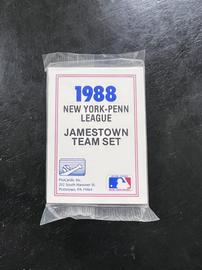 1988
NEW YORK-PENN
LEAGUE
JAMESTOWN
TEAM SET
ProCards, Inc.
202 South Hanover St.
Pottstown, PA 19464